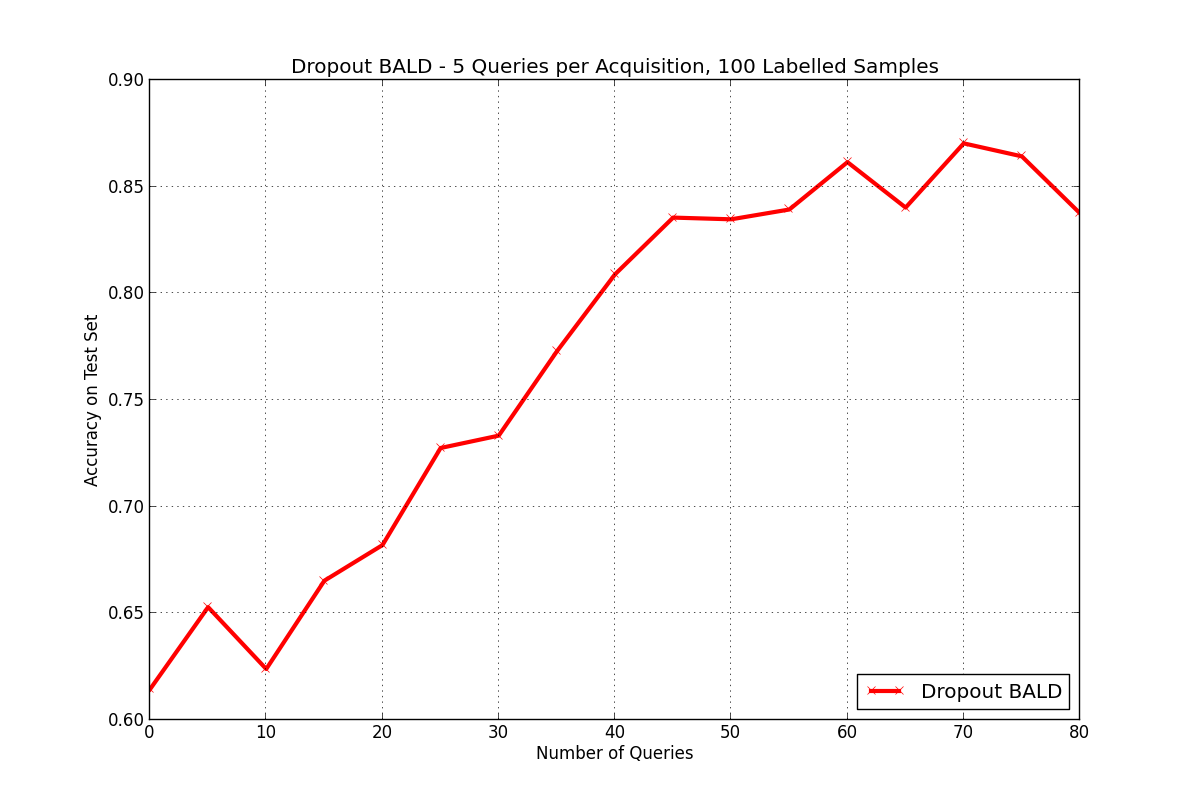 Dropout BALD - 5 Queries per Acquisition, 100 Labelled Samples
0.90
0.85
0.80
0.75
0.70
0.65
0.60
Accuracy on Test Set
Dropout BALD
0 10 20 30 40 50 60 70 80
Number of Queries